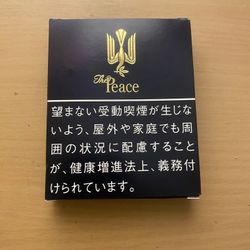 The
Peace
望まない受動喫煙が生じな
いよう、屋外や家庭でも周
囲の状況に配慮すること
が、健康増進法上、義務付
けられています。